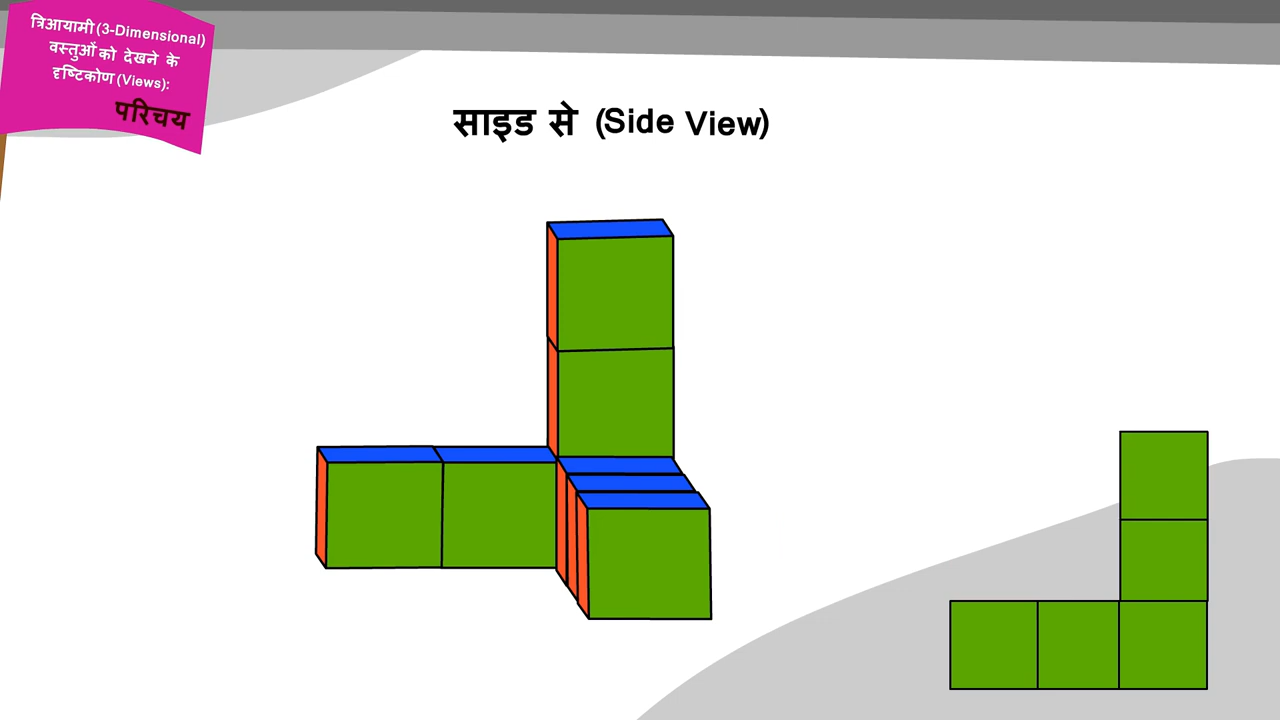 त्रिआयामी (3-Dimensional)
वस्तुओं को देखने के
दृष्टिकोण (Views):
परिचय
साइड से (Side View)